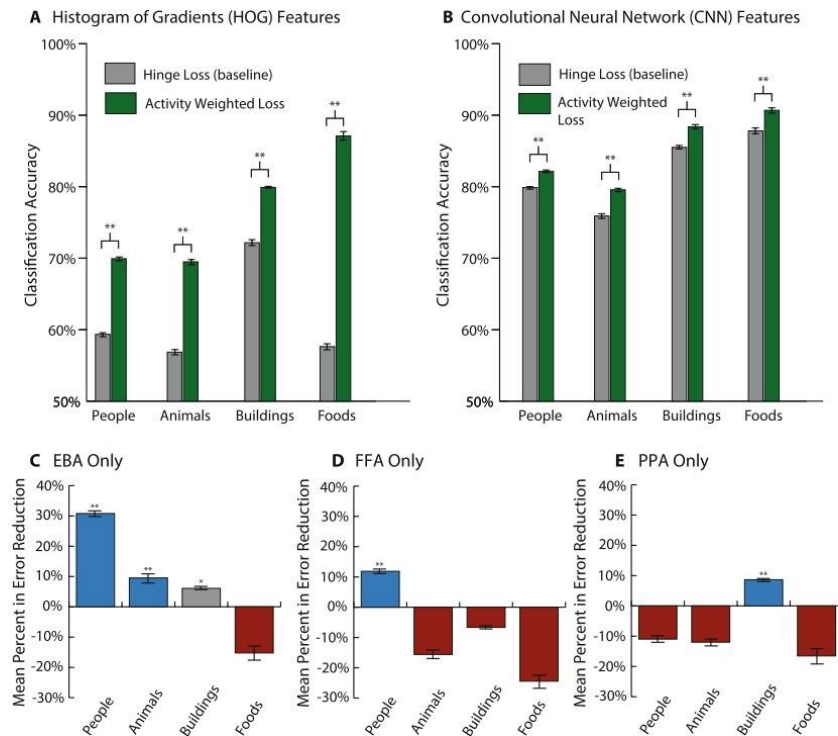 A Histogram of Gradients (HOG) Features
100%
90%
80%
70%
60%
50%
Classification Accuracy
Hinge Loss (baseline)
Activity Weighted Loss
**
**
**
**
People Animals Buildings Foods
B Convolutional Neural Network (CNN) Features
100%
90%
80%
70%
60%
50%
Classification Accuracy
Hinge Loss (baseline)
Activity Weighted
Loss
**
**
**
**
People Animals Buildings Foods
C EBA Only
40%
30%
20%
10%
0%
-10%
-20%
-30%
Mean Percent in Error Reduction
**
**
*
People Animals Buildings Foods
D FFA Only
40%
30%
20%
10%
0%
-10%
-20%
-30%
Mean Percent in Error Reduction
**
People Animals Buildings Foods
E PPA Only
40%
30%
20%
10%
0%
-10%
-20%
-30%
Mean Percent in Error Reduction
**
People Animals Buildings Foods